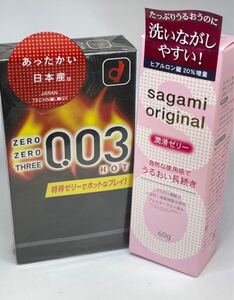 あったかい
日本産。
JAPAN
TECHNOLOGY
ZERO
ZERO
THREE
0.03
HOT
特殊ゼリーでホットなプレイ!
たっぷりうるおうのに
洗いながし
やすい!
ヒアルロン酸 20%増量
sagami
original
潤滑ゼリー
自然な使用感で
うるおい長続き
60g